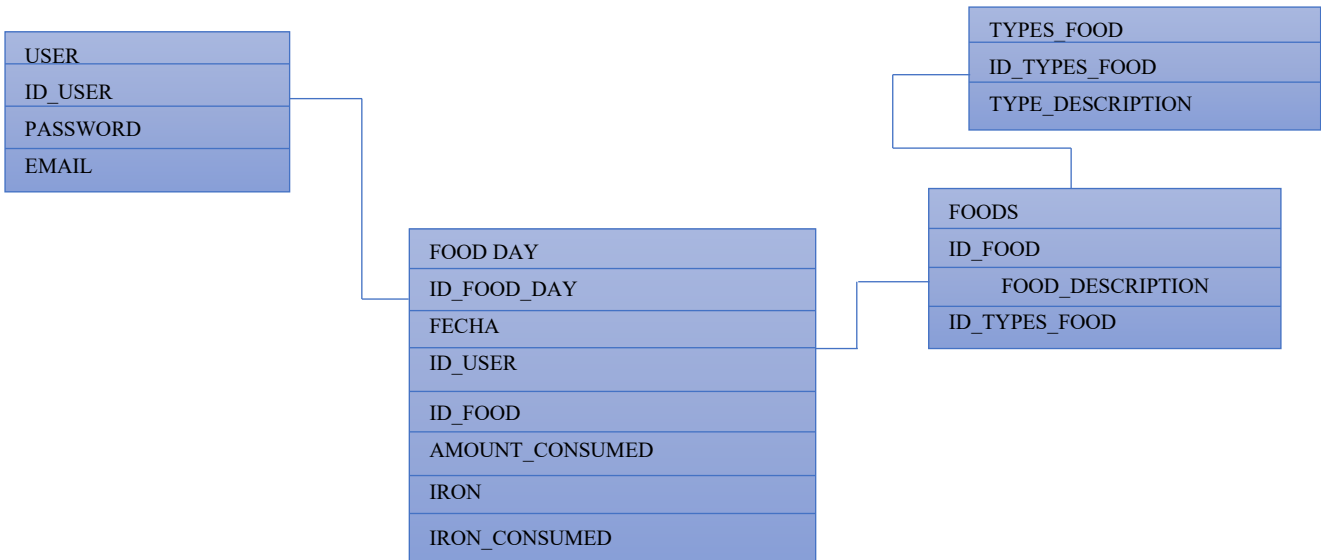 USER
ID_USER
PASSWORD
EMAIL
FOOD DAY
ID_FOOD_DAY
FECHA
ID_USER
ID_FOOD
AMOUNT_CONSUMED
IRON
IRON_CONSUMED
TYPES_FOOD
ID_TYPES_FOOD
TYPE_DESCRIPTION
FOODS
ID_FOOD
FOOD_DESCRIPTION
ID_TYPES_FOOD